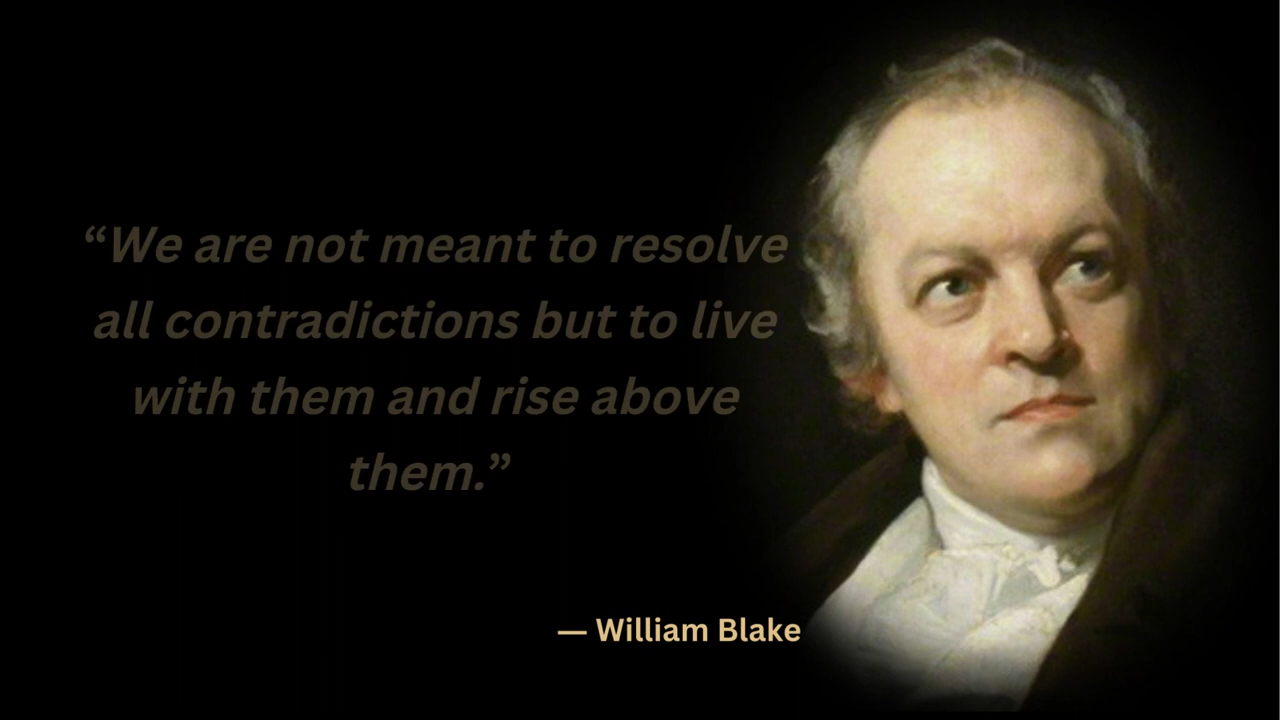 “We are not meant to resolve
all contradictions but to live
with them and rise above
them.”
— William Blake